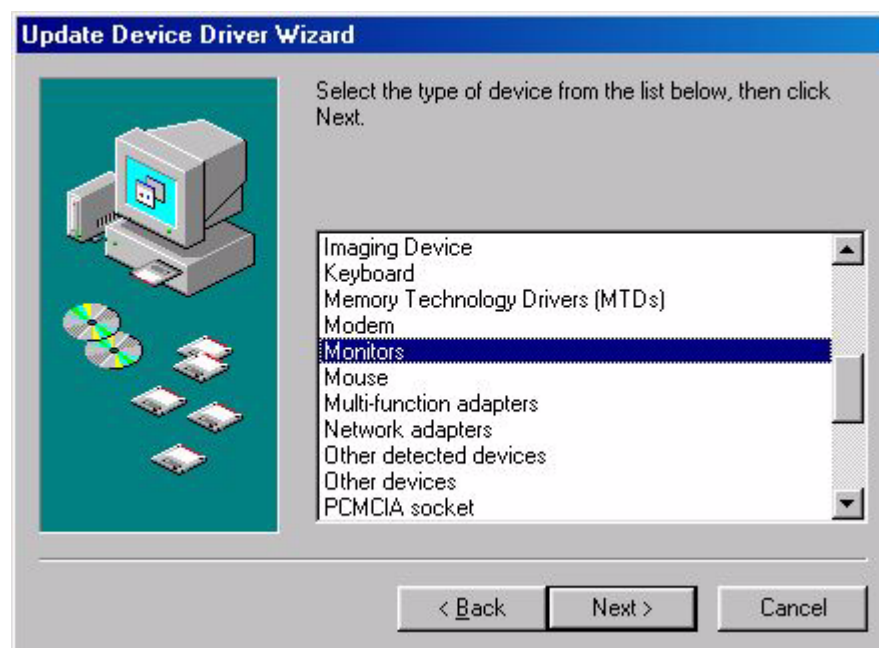 Update Device Driver Wizard
Select the type of device from the list below, then click
Next.
Imaging Device
Keyboard
Memory Technology Drivers (MTDs)
Modem
Monitors
Mouse
Multi-function adapters
Network adapters
Other detected devices
Other devices
PCMCIA socket
< Back Next > Cancel